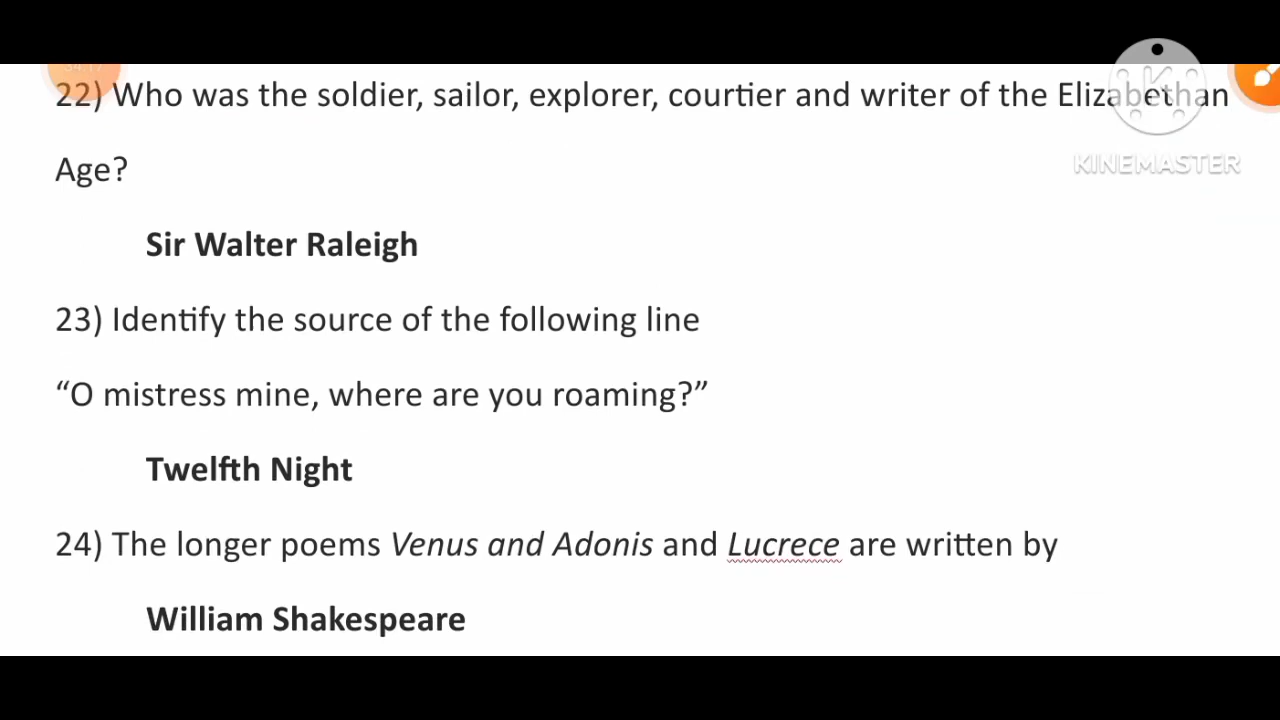 34:17
22) Who was the soldier, sailor, explorer, courtier and writer of the Elizabethan
Age?
KINEMASTER
Sir Walter Raleigh
23) Identify the source of the following line
“O mistress mine, where are you roaming?”
Twelfth Night
24) The longer poems Venus and Adonis and Lucrece are written by
William Shakespeare